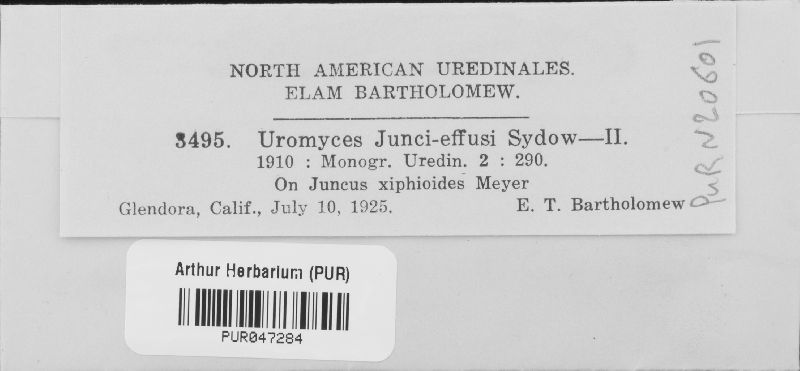 NORTH AMERICAN UREDINALES.
ELAM BARTHOLOMEW.
3495. Uromyces Junci-effusi Sydow—II.
1910 : Monogr. Uredin. 2 : 290.
On Juncus xiphioides Meyer
Glendora, Calif., July 10, 1925. E. T. Bartholomew
PUR N20601
Arthur Herbarium (PUR)
PUR047284